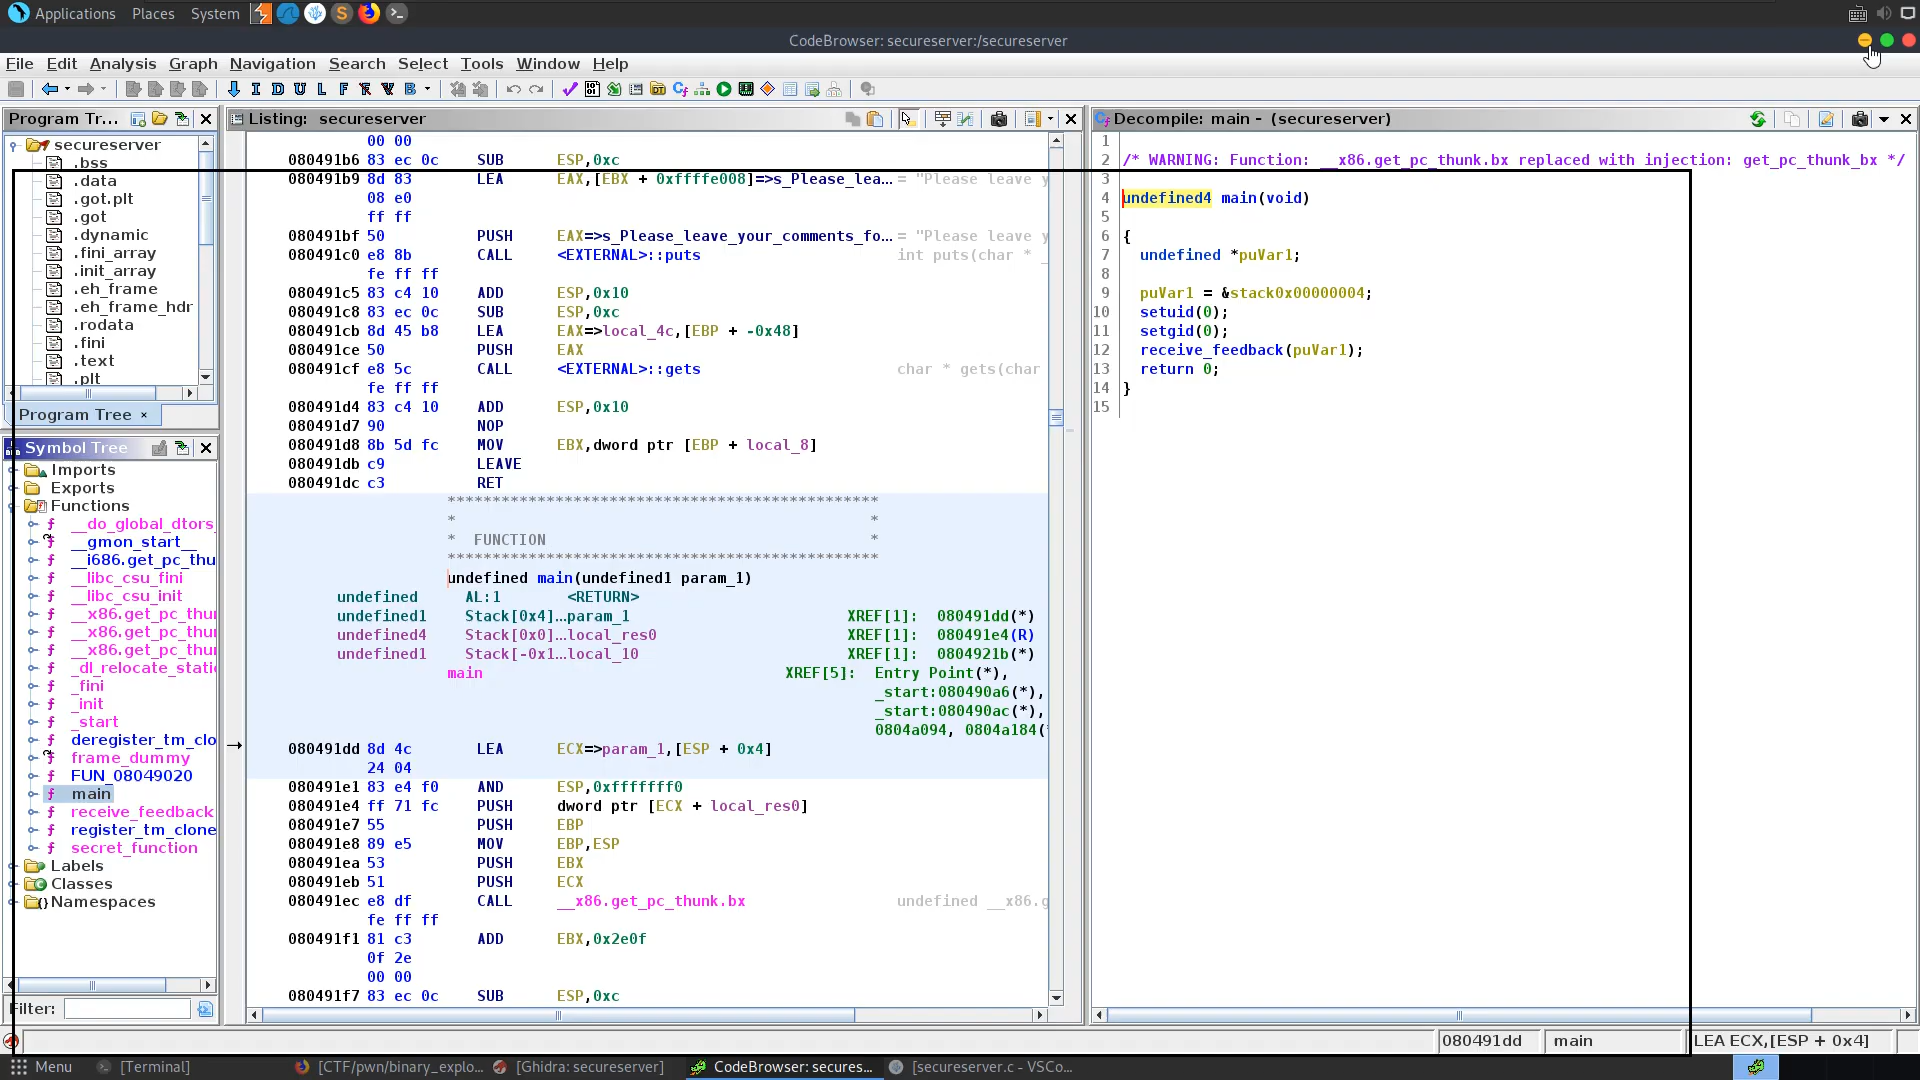 Applications Places System
CodeBrowser: secureserver:/secureserver
File Edit Analysis Graph Navigation Search Select Tools Window Help
I D U L F B
Program Tr...
secureserver
.bss
.data
.got.plt
.got
.dynamic
.fini_array
.init_array
.eh_frame
.eh_frame_hdr
.rodata
.fini
.text
.plt
Program Tree ×
Symbol Tree
Imports
Exports
Functions
__do_global_dtors_
__gmon_start__
__i686.get_pc_thu
__libc_csu_fini
__libc_csu_init
__x86.get_pc_thu
__x86.get_pc_thu
__x86.get_pc_thu
_dl_relocate_stati
_fini
_init
_start
deregister_tm_clo
frame_dummy
FUN_08049020
main
receive_feedback
register_tm_clone
secret_function
Labels
Classes
Namespaces
Filter:
Listing: secureserver
00 00
080491b6 83 ec 0c SUB ESP,0xc
080491b9 8d 83 LEA EAX,[EBX + 0xffffe008]=>s_Please_lea... = "Please leave y
08 e0
ff ff
080491bf 50 PUSH EAX=>s_Please_leave_your_comments_fo... = "Please leave y
080491c0 e8 8b CALL <EXTERNAL>::puts int puts(char * _
fe ff ff
080491c5 83 c4 10 ADD ESP,0x10
080491c8 83 ec 0c SUB ESP,0xc
080491cb 8d 45 b8 LEA EAX=>local_4c,[EBP + -0x48]
080491ce 50 PUSH EAX
080491cf e8 5c CALL <EXTERNAL>::gets char * gets(char
fe ff ff
080491d4 83 c4 10 ADD ESP,0x10
080491d7 90 NOP
080491d8 8b 5d fc MOV EBX,dword ptr [EBP + local_8]
080491db c9 LEAVE
080491dc c3 RET
************************************************
* *
* FUNCTION *
************************************************
undefined main(undefined1 param_1)
undefined AL:1 <RETURN>
undefined1 Stack[0x4]...param_1 XREF[1]: 080491dd(*)
undefined4 Stack[0x0]...local_res0 XREF[1]: 080491e4(R)
undefined1 Stack[-0x1...local_10 XREF[1]: 0804921b(*)
main XREF[5]: Entry Point(*),
_start:080490a6(*),
_start:080490ac(*),
0804a094, 0804a184(
080491dd 8d 4c LEA ECX=>param_1,[ESP + 0x4]
24 04
080491e1 83 e4 f0 AND ESP,0xfffffff0
080491e4 ff 71 fc PUSH dword ptr [ECX + local_res0]
080491e7 55 PUSH EBP
080491e8 89 e5 MOV EBP,ESP
080491ea 53 PUSH EBX
080491eb 51 PUSH ECX
080491ec e8 df CALL __x86.get_pc_thunk.bx undefined __x86.g
fe ff ff
080491f1 81 c3 ADD EBX,0x2e0f
0f 2e
00 00
080491f7 83 ec 0c SUB ESP,0xc
Decompile: main - (secureserver)
1
2 /* WARNING: Function: __x86.get_pc_thunk.bx replaced with injection: get_pc_thunk_bx */
3
4 undefined4 main(void)
5
6 {
7 undefined *puVar1;
8
9 puVar1 = &stack0x00000004;
10 setuid(0);
11 setgid(0);
12 receive_feedback(puVar1);
13 return 0;
14 }
15
080491dd main LEA ECX,[ESP + 0x4]
Menu [Terminal] [CTF/pwn/binary_explo... [Ghidra: secureserver] CodeBrowser: secures... [secureserver.c - VSCo...